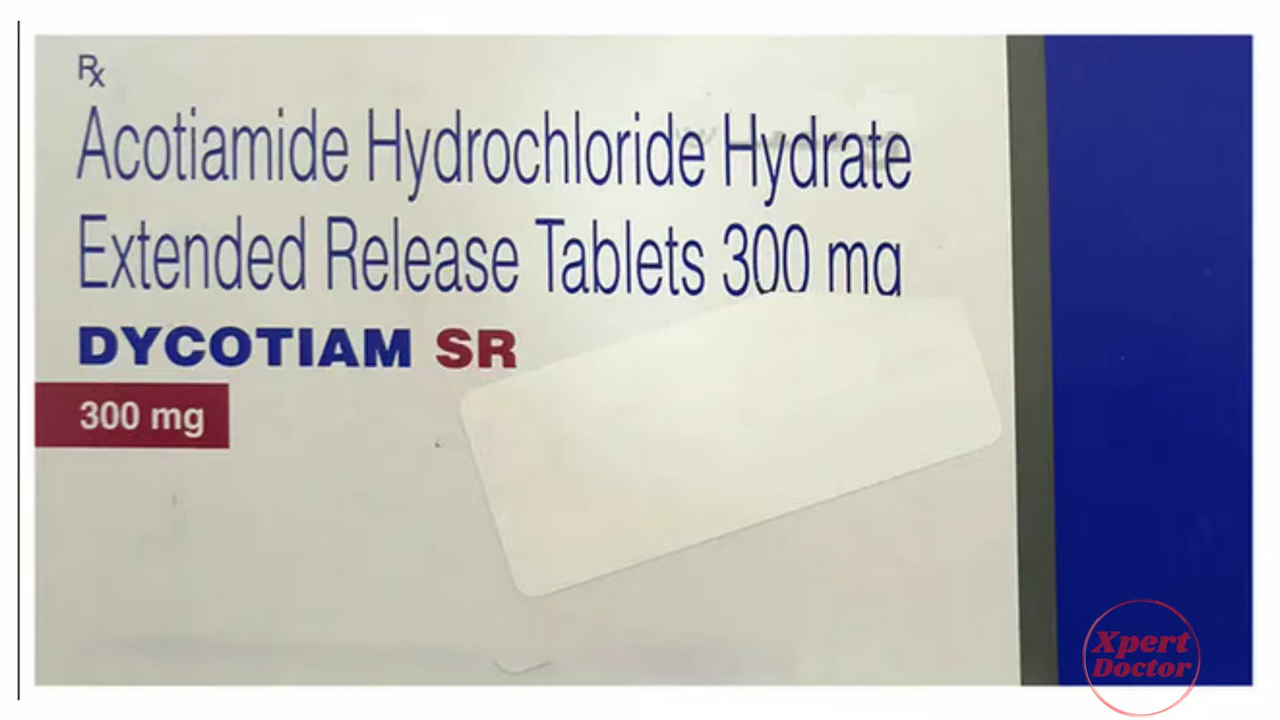 Rx
Acotiamide Hydrochloride Hydrate
Extended Release Tablets 300 mg
DYCOTIAM SR
300 mg
Xpert
Doctor